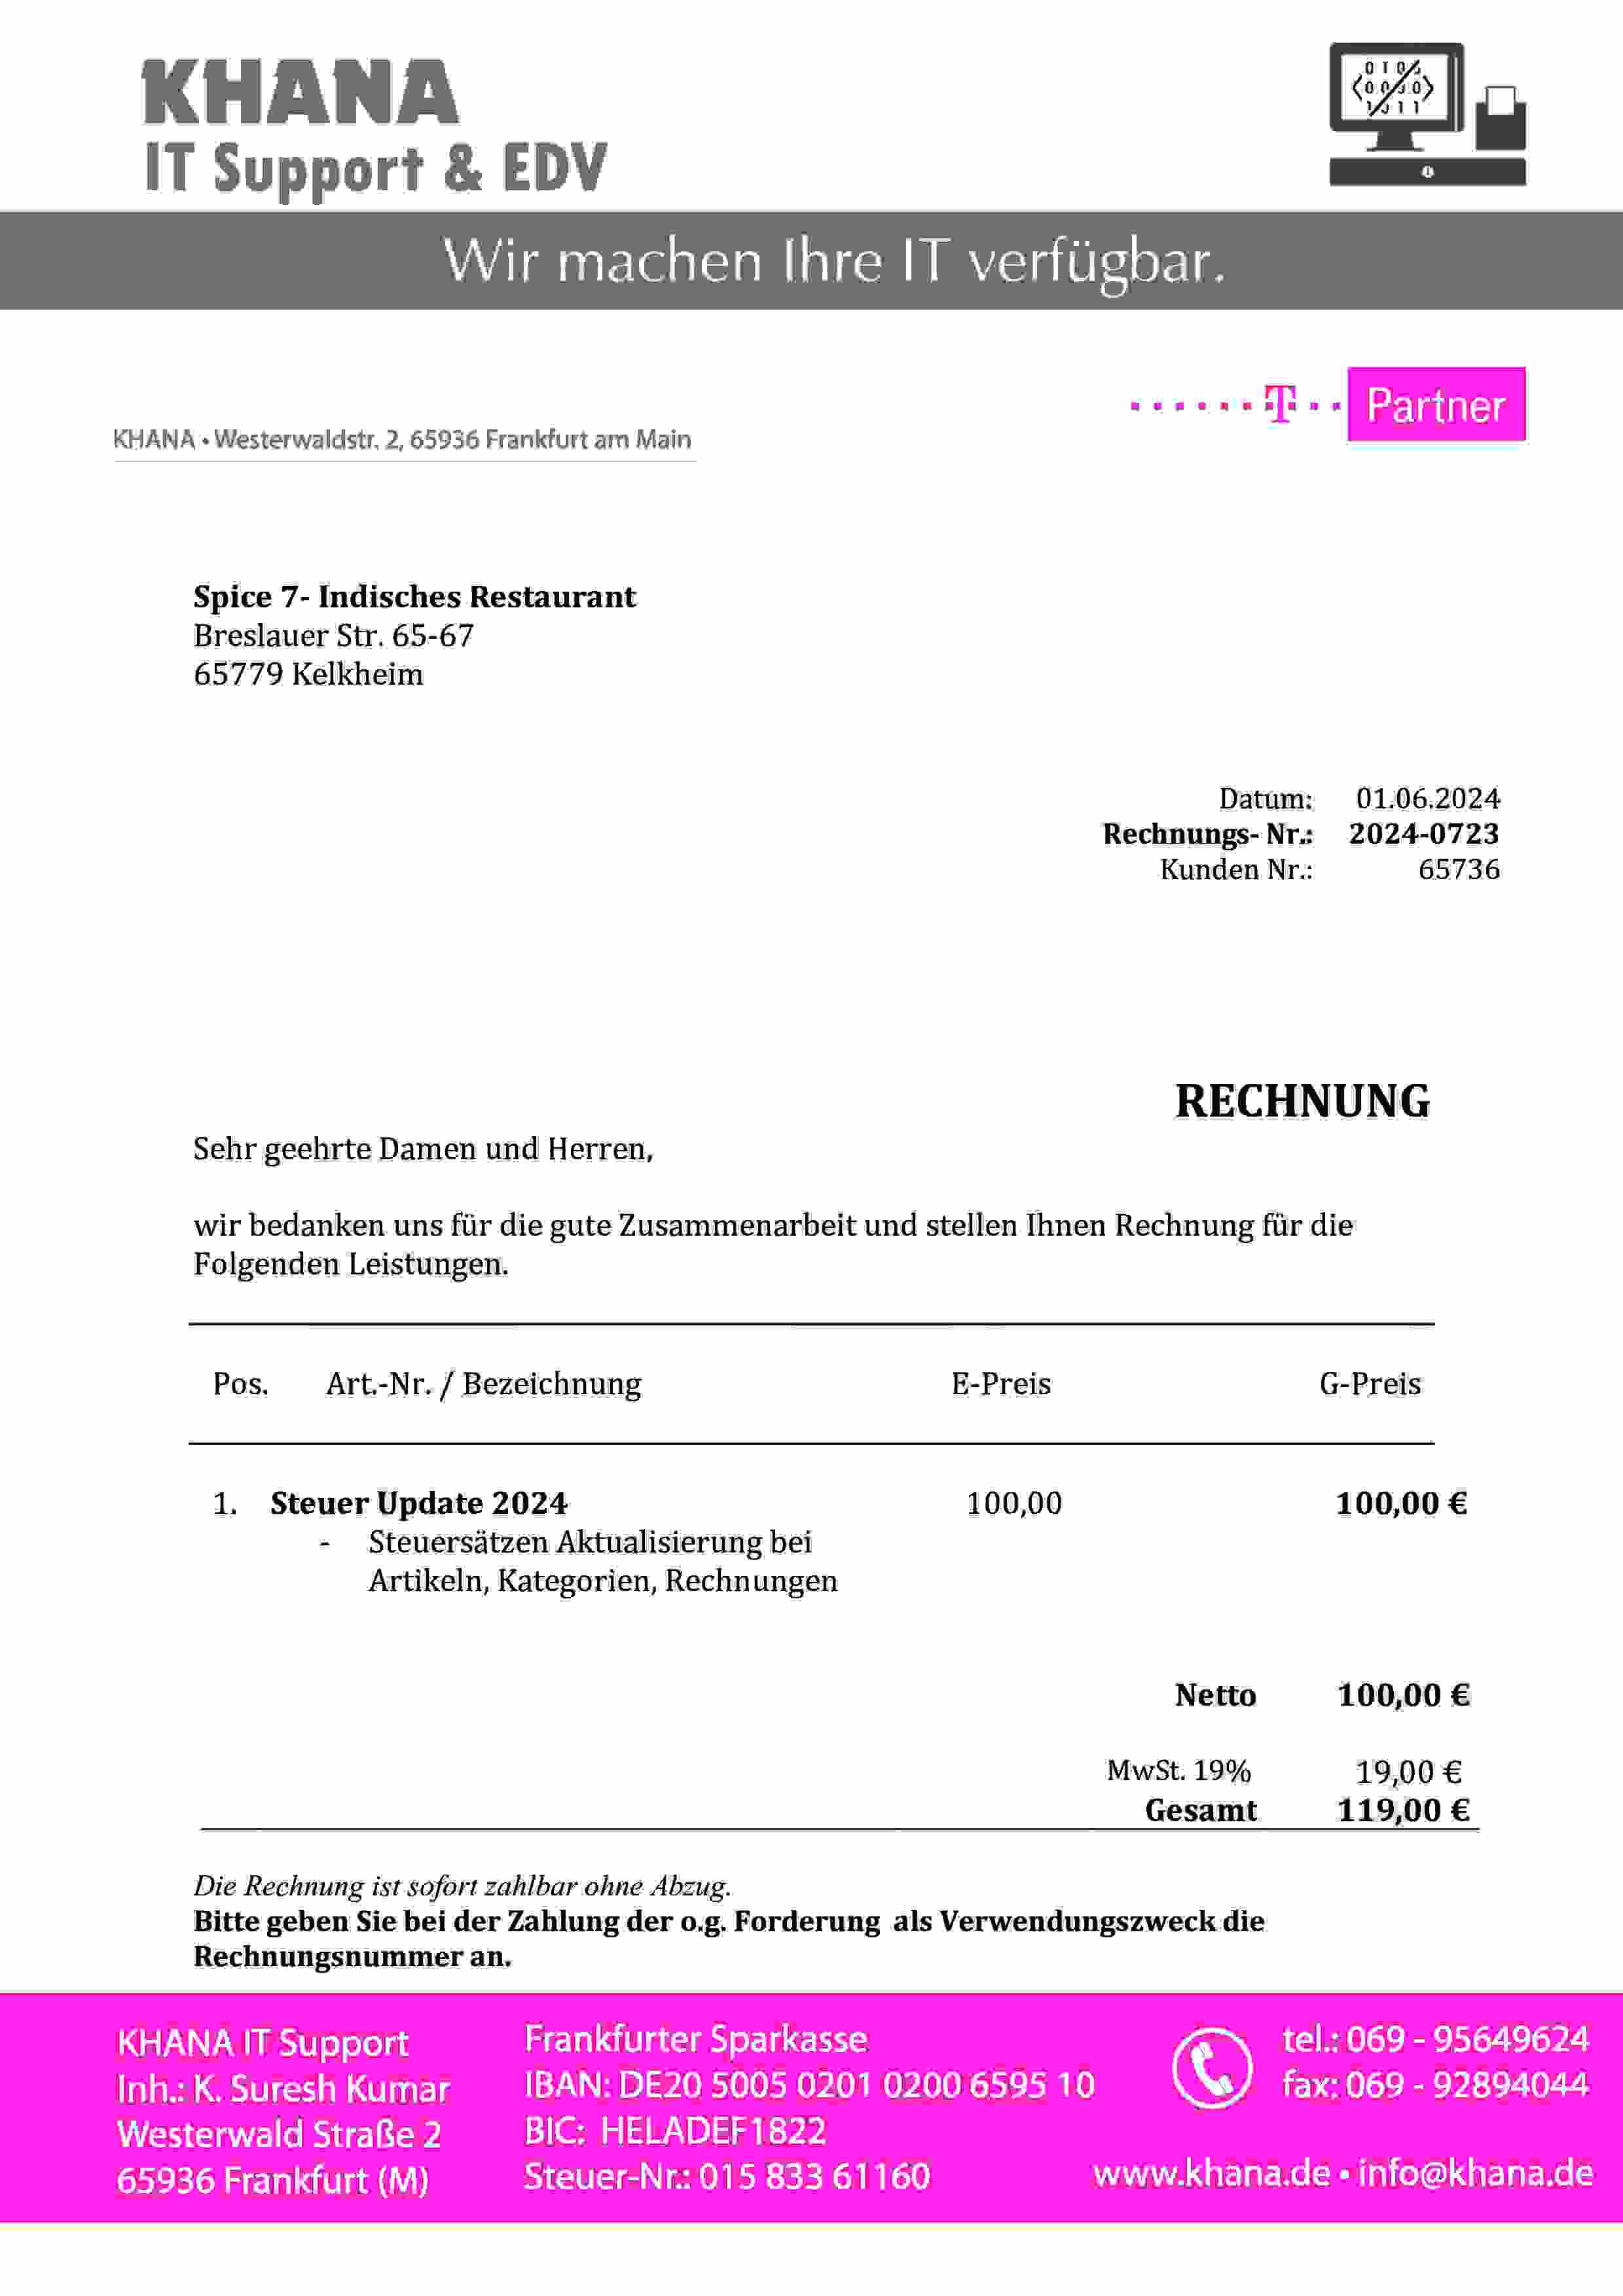 KHANA
IT Support & EDV
Wir machen Ihre IT verfügbar.
T Partner
KHANA • Westerwaldstr. 2, 65936 Frankfurt am Main
Spice 7- Indisches Restaurant
Breslauer Str. 65-67
65779 Kelkheim
Datum: 01.06.2024
Rechnungs- Nr.: 2024-0723
Kunden Nr.: 65736
RECHNUNG
Sehr geehrte Damen und Herren,
wir bedanken uns für die gute Zusammenarbeit und stellen Ihnen Rechnung für die
Folgenden Leistungen.
Pos. Art.-Nr. / Bezeichnung E-Preis G-Preis
1. Steuer Update 2024 100,00 100,00 €
- Steuersätzen Aktualisierung bei
Artikeln, Kategorien, Rechnungen
Netto 100,00 €
MwSt. 19% 19,00 €
Gesamt 119,00 €
Die Rechnung ist sofort zahlbar ohne Abzug.
Bitte geben Sie bei der Zahlung der o.g. Forderung als Verwendungszweck die
Rechnungsnummer an.
KHANA IT Support
Inh.: K. Suresh Kumar
Westerwald Straße 2
65936 Frankfurt (M)
Frankfurter Sparkasse
IBAN: DE20 5005 0201 0200 6595 10
BIC: HELADEF1822
Steuer-Nr.: 015 833 61160
tel.: 069 - 95649624
fax: 069 - 92894044
www.khana.de • info@khana.de